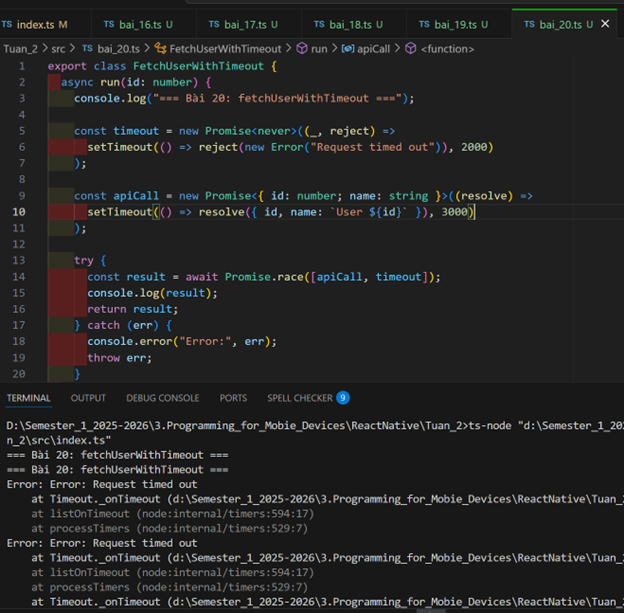 TS index.ts M
TS bai_16.ts U
TS bai_17.ts U
TS bai_18.ts U
TS bai_19.ts U
TS bai_20.ts U ×
Tuan_2 > src > TS bai_20.ts > FetchUserWithTimeout > run > apiCall > <function>
1 export class FetchUserWithTimeout {
2 async run(id: number) {
3 console.log("=== Bài 20: fetchUserWithTimeout ===");
4
5 const timeout = new Promise<never>((_, reject) =>
6 setTimeout(() => reject(new Error("Request timed out")), 2000)
7 );
8
9 const apiCall = new Promise<{ id: number; name: string }>((resolve) =>
10 setTimeout(() => resolve({ id, name: `User ${id}` }), 3000)
11 );
12
13 try {
14 const result = await Promise.race([apiCall, timeout]);
15 console.log(result);
16 return result;
17 } catch (err) {
18 console.error("Error:", err);
19 throw err;
20 }
TERMINAL OUTPUT DEBUG CONSOLE PORTS SPELL CHECKER 9
D:\Semester_1_2025-2026\3.Programming_for_Mobie_Devices\ReactNative\Tuan_2>ts-node "d:\Semester_1_202
n_2\src\index.ts"
=== Bài 20: fetchUserWithTimeout ===
=== Bài 20: fetchUserWithTimeout ===
Error: Error: Request timed out
at Timeout._onTimeout (d:\Semester_1_2025-2026\3.Programming_for_Mobie_Devices\ReactNative\Tuan_2
at listOnTimeout (node:internal/timers:594:17)
at processTimers (node:internal/timers:529:7)
Error: Error: Request timed out
at Timeout._onTimeout (d:\Semester_1_2025-2026\3.Programming_for_Mobie_Devices\ReactNative\Tuan_2
at listOnTimeout (node:internal/timers:594:17)
at processTimers (node:internal/timers:529:7)
at Timeout._onTimeout (d:\Semester_1_2025-2026\3.Programming_for_Mobie_Devices\ReactNative\Tuan_2